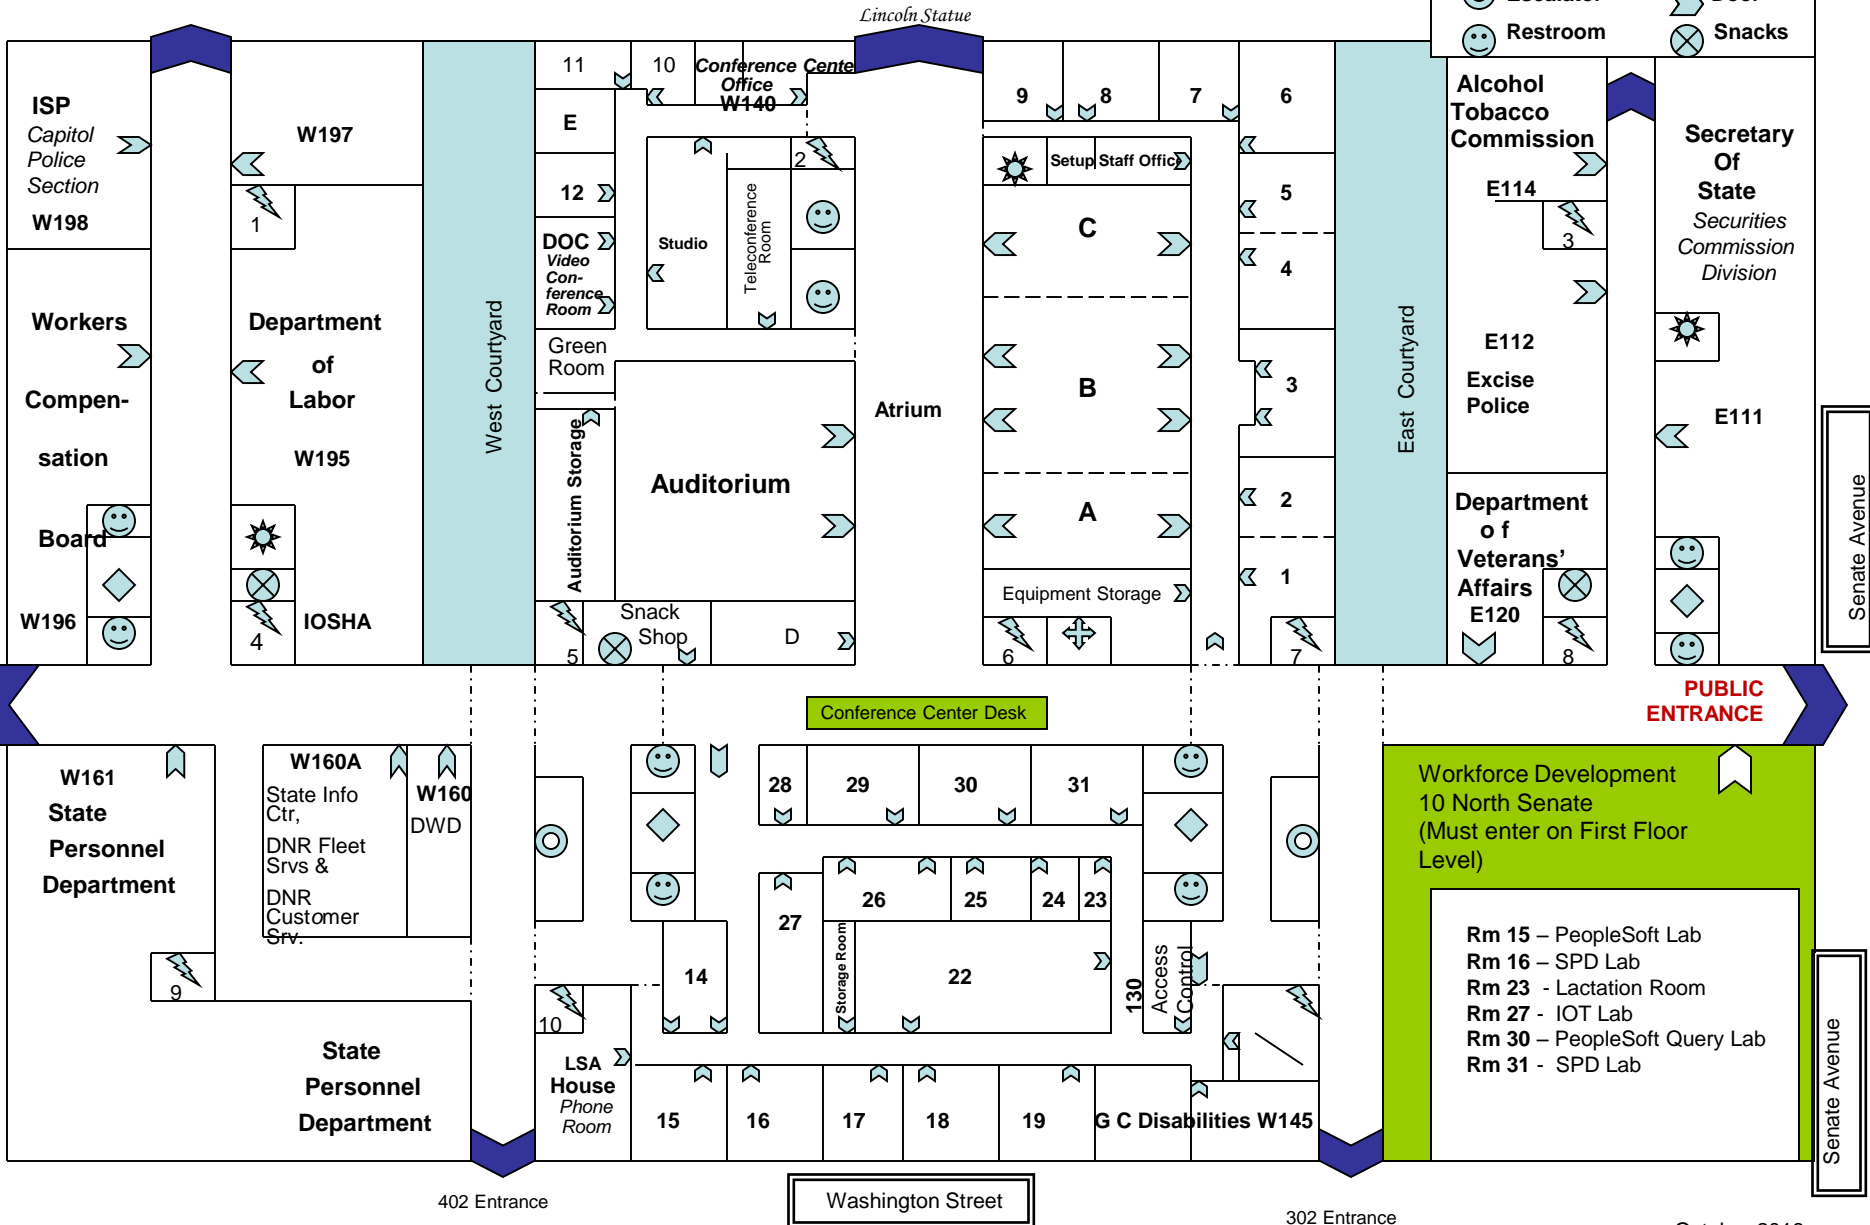 Lincoln Statue
Restroom
Snacks
ISP
Capitol
Police
Section
W198
W197
1
11
10
Conference Cente
Office
W140
E
12
DOC
Video
Con-
ference
Room
Studio
Teleconference
Room
2
Green
Room
9
8
7
6
Setup Staff Office
5
4
3
2
1
C
B
A
Alcohol
Tobacco
Commission
E114
3
E112
Excise
Police
Secretary
Of
State
Securities
Commission
Division
E111
Workers
Compen-
sation
Board
W196
Department
of
Labor
W195
IOSHA
4
West Courtyard
Auditorium Storage
Auditorium
Atrium
East Courtyard
Department
o f
Veterans'
Affairs
E120
8
Senate Avenue
Snack
Shop
5
D
Equipment Storage
6
7
Conference Center Desk
PUBLIC
ENTRANCE
W161
State
Personnel
Department
9
W160A
State Info
Ctr,
DNR Fleet
Srvs &
DNR
Customer
Srv.
W160
DWD
28
29
30
31
27
26
25
24
23
Storage Room
22
14
130
Access
Control
10
LSA
House
Phone
Room
15
16
17
18
19
G C Disabilities W145
State
Personnel
Department
Workforce Development
10 North Senate
(Must enter on First Floor
Level)
Rm 15 – PeopleSoft Lab
Rm 16 – SPD Lab
Rm 23 - Lactation Room
Rm 27 - IOT Lab
Rm 30 – PeopleSoft Query Lab
Rm 31 - SPD Lab
Senate Avenue
402 Entrance
Washington Street
302 Entrance